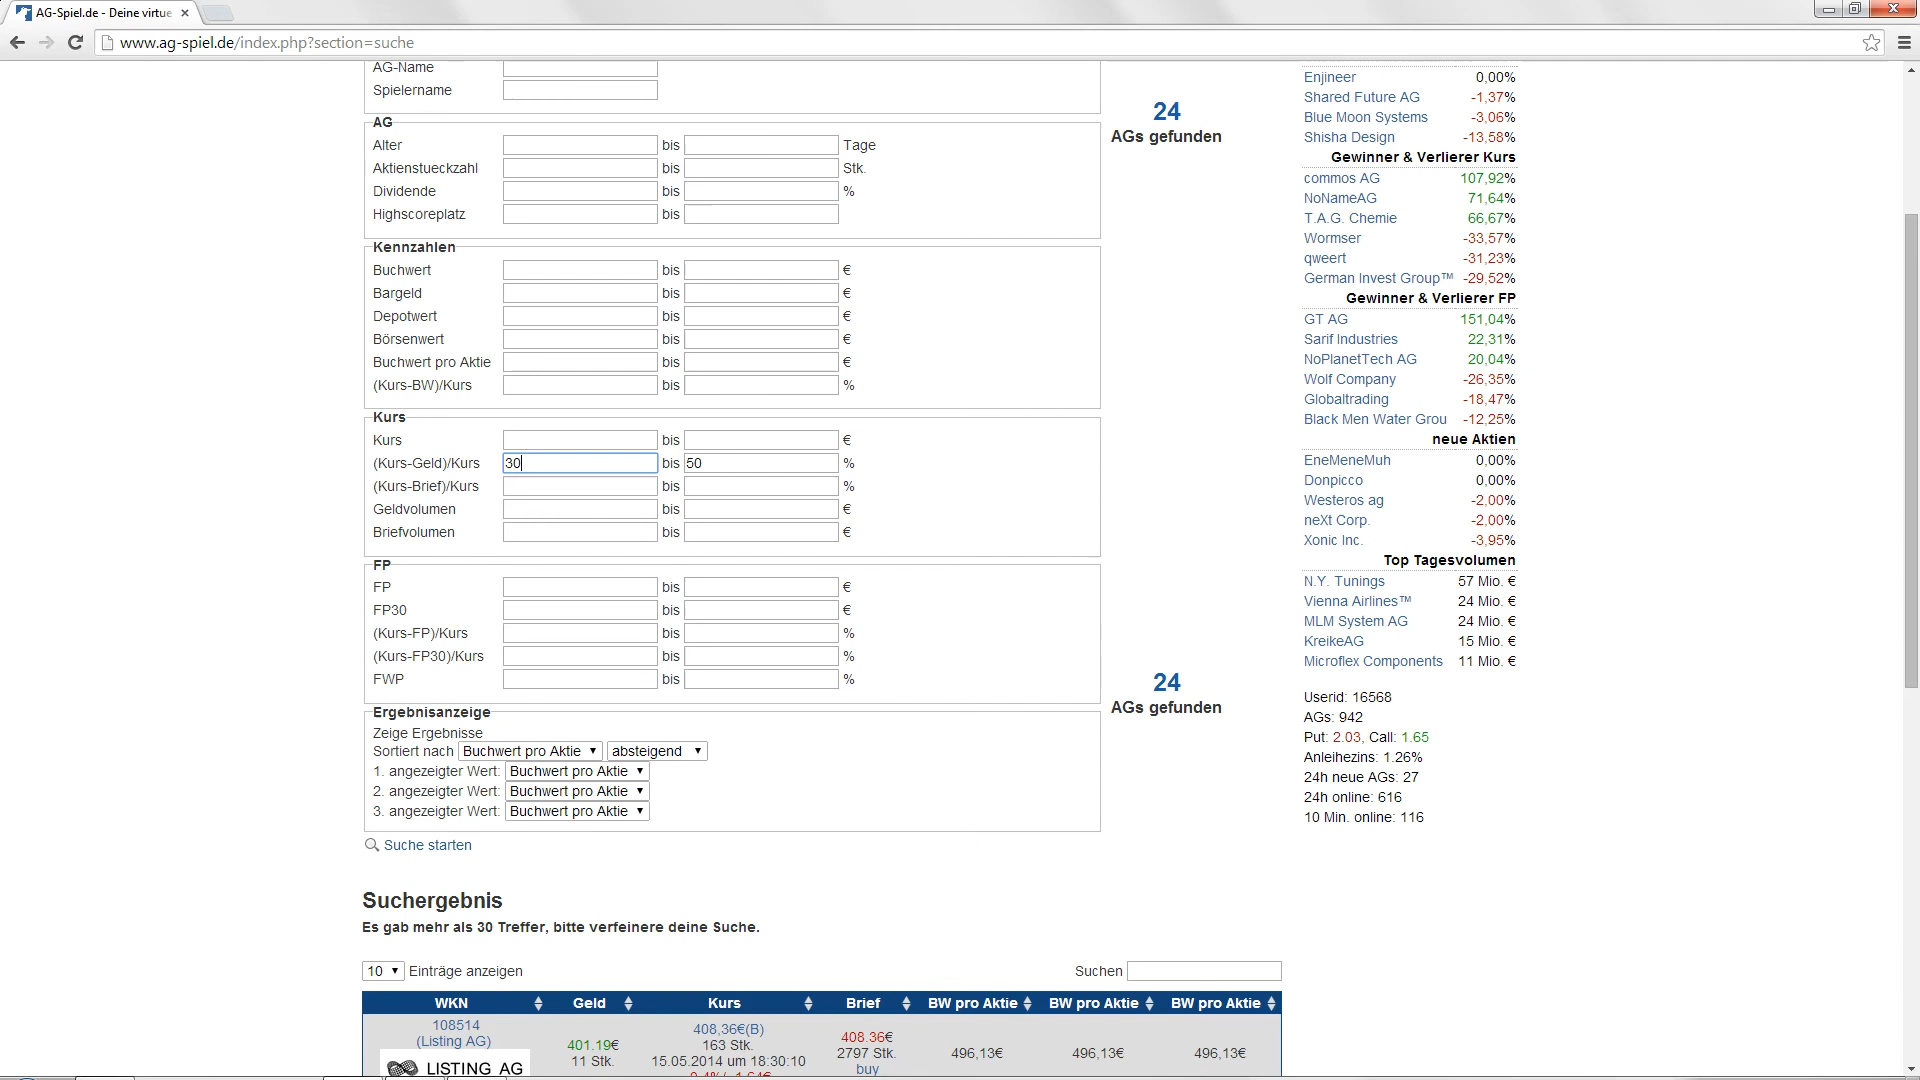 AG-Spiel.de - Deine virtue
www.ag-spiel.de/index.php?section=suche
AG-Name
Spielername
AG
Alter bis Tage
Aktienstueckzahl bis Stk.
Dividende bis %
Highscoreplatz bis
Kennzahlen
Buchwert bis €
Bargeld bis €
Depotwert bis €
Börsenwert bis €
Buchwert pro Aktie bis €
(Kurs-BW)/Kurs bis %
Kurs
Kurs bis €
(Kurs-Geld)/Kurs 30 bis 50 %
(Kurs-Brief)/Kurs bis %
Geldvolumen bis €
Briefvolumen bis €
FP
FP bis €
FP30 bis €
(Kurs-FP)/Kurs bis %
(Kurs-FP30)/Kurs bis %
FWP bis %
Ergebnisanzeige
Zeige Ergebnisse
Sortiert nach Buchwert pro Aktie absteigend
1. angezeigter Wert: Buchwert pro Aktie
2. angezeigter Wert: Buchwert pro Aktie
3. angezeigter Wert: Buchwert pro Aktie
Suche starten
24
AGs gefunden
24
AGs gefunden
Suchergebnis
Es gab mehr als 30 Treffer, bitte verfeinere deine Suche.
10 Einträge anzeigen
Suchen
WKN Geld Kurs Brief BW pro Aktie BW pro Aktie BW pro Aktie
108514
(Listing AG)
LISTING AG
401.19€
11 Stk.
408,36€(B)
163 Stk.
15.05.2014 um 18:30:10
408.36€
2797 Stk.
buy
496,13€ 496,13€ 496,13€
Enjineer 0,00%
Shared Future AG -1,37%
Blue Moon Systems -3,06%
Shisha Design -13,58%
Gewinner & Verlierer Kurs
commos AG 107,92%
NoNameAG 71,64%
T.A.G. Chemie 66,67%
Wormser -33,57%
qweert -31,23%
German Invest Group™ -29,52%
Gewinner & Verlierer FP
GT AG 151,04%
Sarif Industries 22,31%
NoPlanetTech AG 20,04%
Wolf Company -26,35%
Globaltrading -18,47%
Black Men Water Grou -12,25%
neue Aktien
EneMeneMuh 0,00%
Donpicco 0,00%
Westeros ag -2,00%
neXt Corp. -2,00%
Xonic Inc. -3,95%
Top Tagesvolumen
N.Y. Tunings 57 Mio. €
Vienna Airlines™ 24 Mio. €
MLM System AG 24 Mio. €
KreikeAG 15 Mio. €
Microflex Components 11 Mio. €
Userid: 16568
AGs: 942
Put: 2.03, Call: 1.65
Anleihezins: 1.26%
24h neue AGs: 27
24h online: 616
10 Min. online: 116